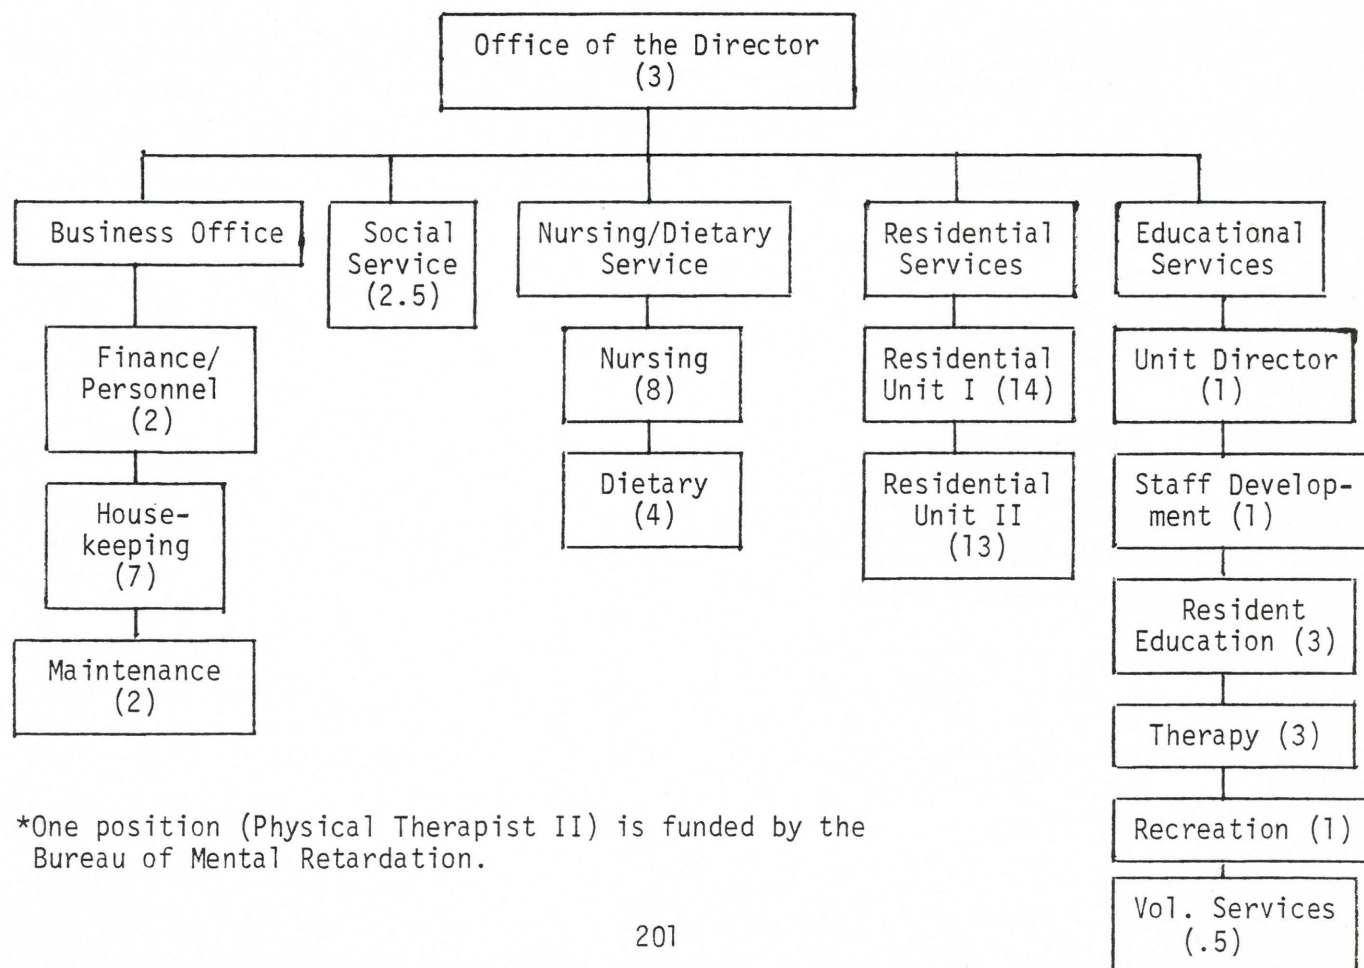 Office of the Director
(3)
Business Office
Finance/
Personnel
(2)
House-
keeping
(7)
Maintenance
(2)
Social
Service
(2.5)
Nursing/Dietary
Service
Nursing
(8)
Dietary
(4)
Residential
Services
Residential
Unit I (14)
Residential
Unit II
(13)
Educational
Services
Unit Director
(1)
Staff Develop-
ment (1)
Resident
Education (3)
Therapy (3)
Recreation (1)
Vol. Services
(.5)
*One position (Physical Therapist II) is funded by the
Bureau of Mental Retardation.
201